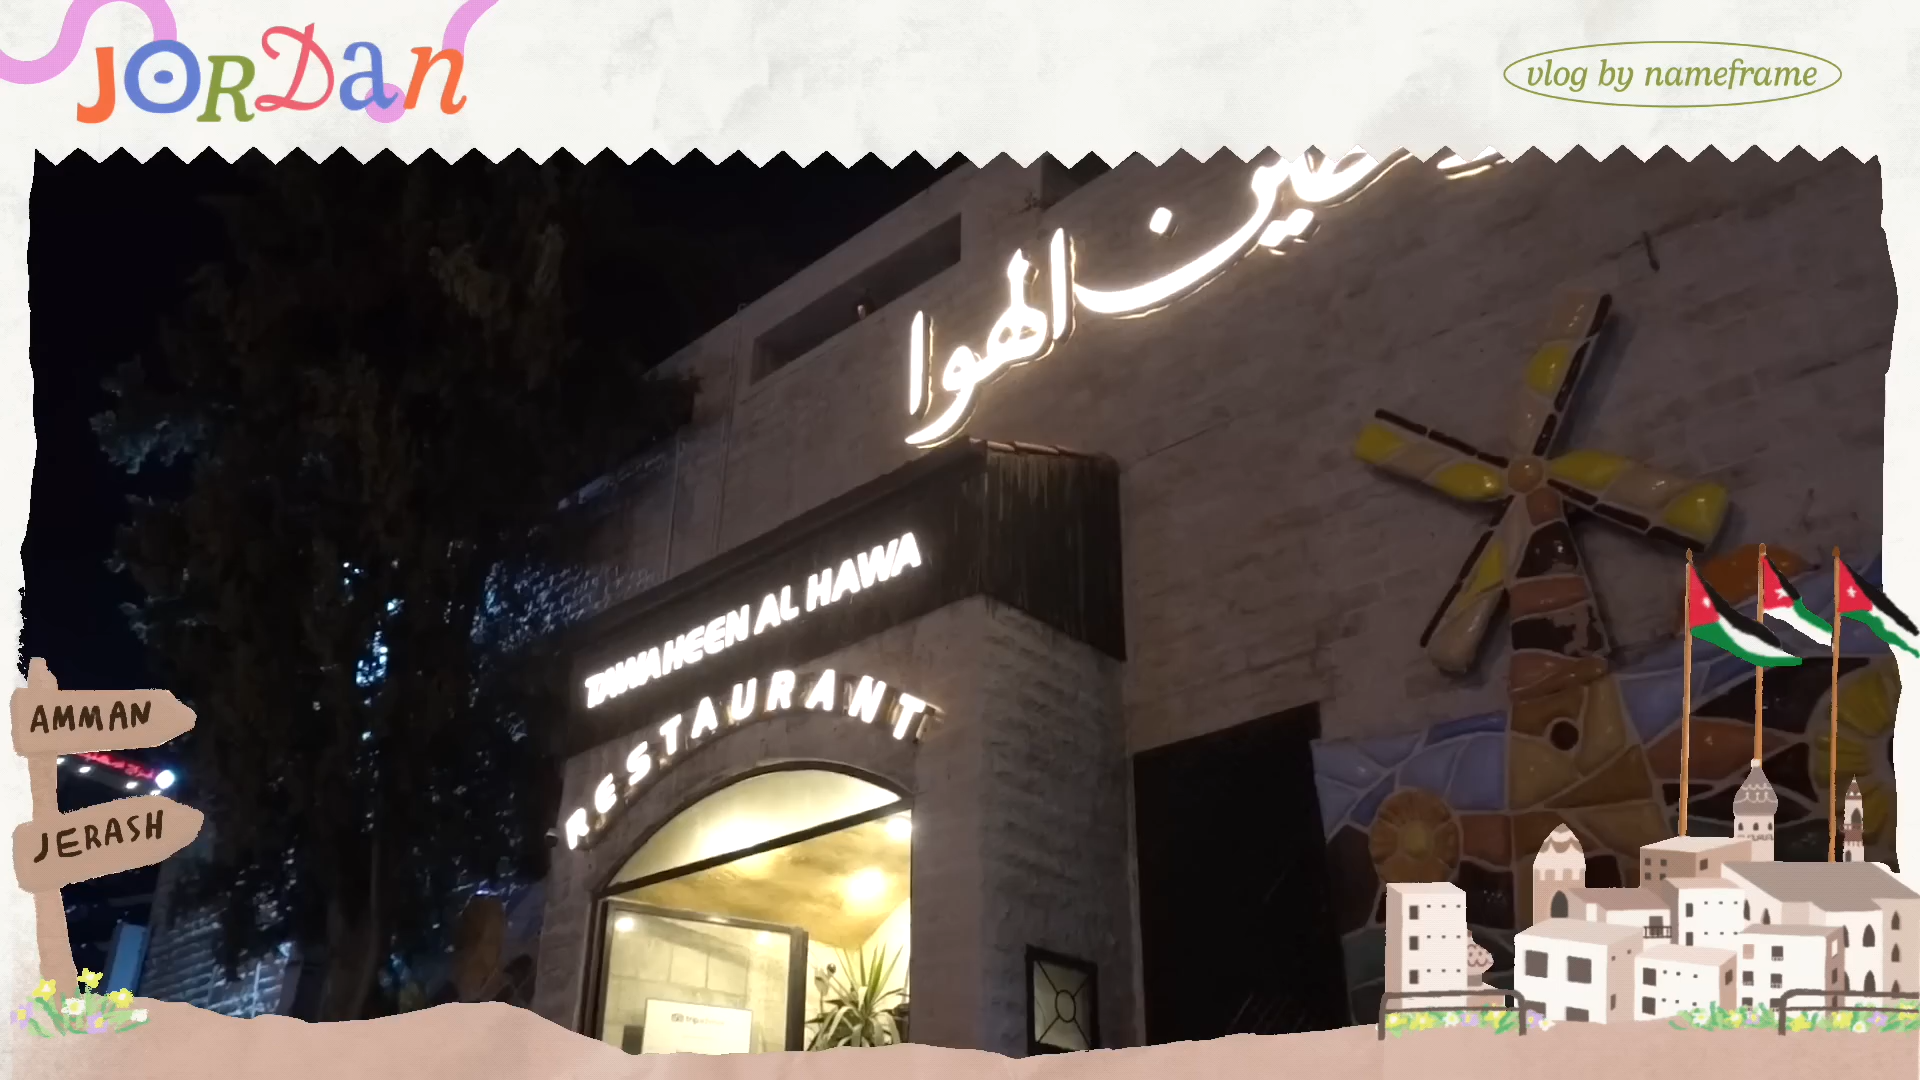 JORDan
vlog by nameframe
الهوا
TAWAHEEN AL HAWA
RESTAURANT
AMMAN
JERASH